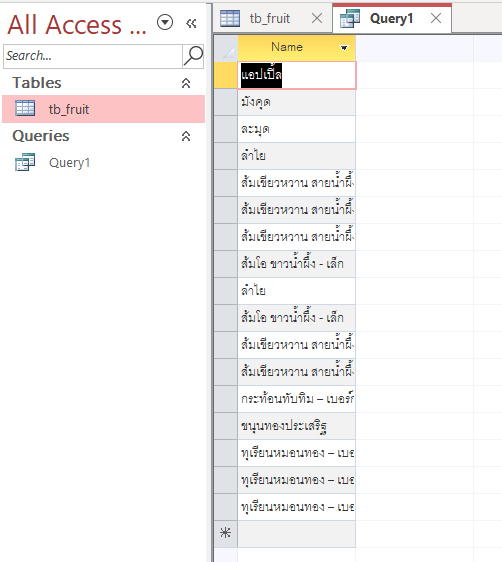 All Access ...
Search...
Tables
tb_fruit
Queries
Query1
tb_fruit
Query1
Name
แอปเปิ้ล
มังคุด
ละมุด
ลำไย
ส้มเขียวหวาน สายน้ำผึ้ง
ส้มเขียวหวาน สายน้ำผึ้ง
ส้มเขียวหวาน สายน้ำผึ้ง
ส้มโอ ขาวน้ำผึ้ง - เล็ก
ลำไย
ส้มโอ ขาวน้ำผึ้ง - เล็ก
ส้มเขียวหวาน สายน้ำผึ้ง
ส้มเขียวหวาน สายน้ำผึ้ง
กระท้อนทับทิม – เบอร์
ขนุนทองประเสริฐ
ทุเรียนหมอนทอง – เบอ
ทุเรียนหมอนทอง – เบอ
ทุเรียนหมอนทอง – เบอ